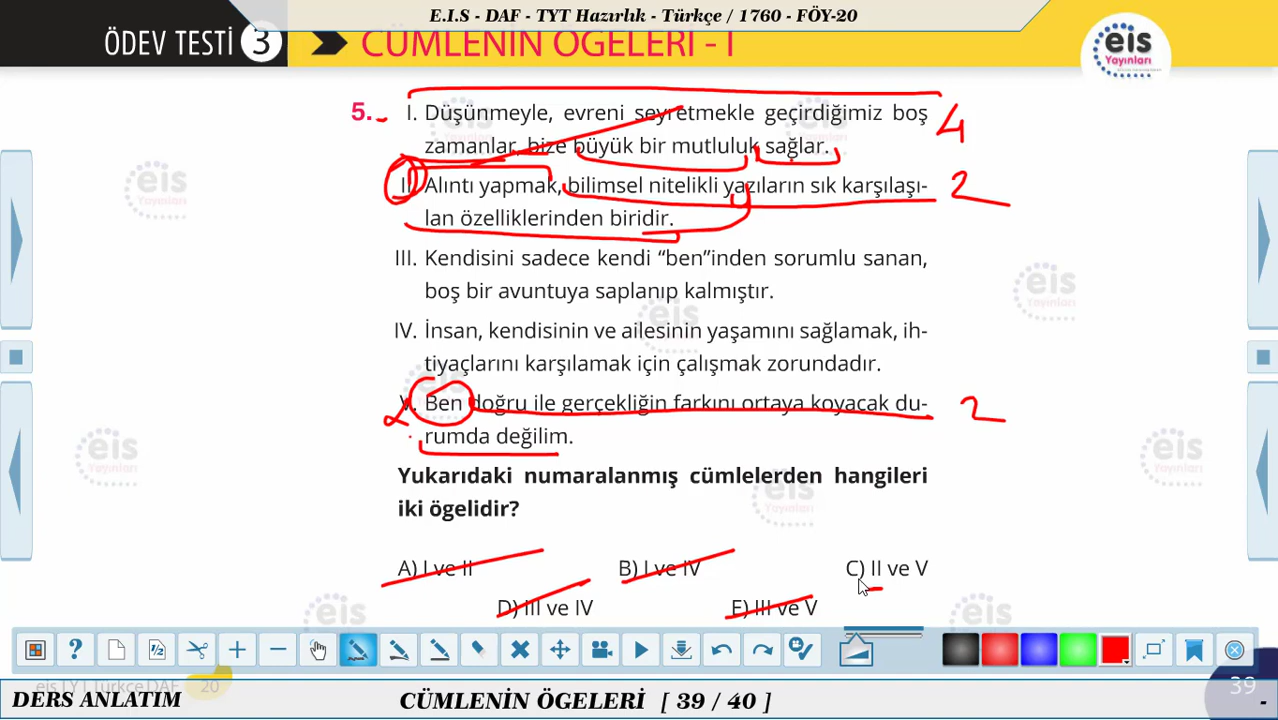 E.I.S - DAF - TYT Hazırlık - Türkçe / 1760 - FÖY-20
ÖDEV TESTİ 3
CÜMLENİN ÖGELERİ - I
eis
Yayınları
5. I. Düşünmeyle, evreni seyretmekle geçirdiğimiz boş
zamanlar, bize büyük bir mutluluk sağlar.
4
II. Alıntı yapmak, bilimsel nitelikli yazıların sık karşılaşı-
lan özelliklerinden biridir.
y
2
III. Kendisini sadece kendi “ben”inden sorumlu sanan,
boş bir avuntuya saplanıp kalmıştır.
IV. İnsan, kendisinin ve ailesinin yaşamını sağlamak, ih-
tiyaçlarını karşılamak için çalışmak zorundadır.
V. Ben doğru ile gerçekliğin farkını ortaya koyacak du-
rumda değilim.
2
Yukarıdaki numaralanmış cümlelerden hangileri
iki ögelidir?
A) I ve II B) I ve IV C) II ve V
D) III ve IV E) III ve V
eis TYT Türkçe DAF 20
39
DERS ANLATIM
CÜMLENİN ÖGELERİ [ 39 / 40 ]
-